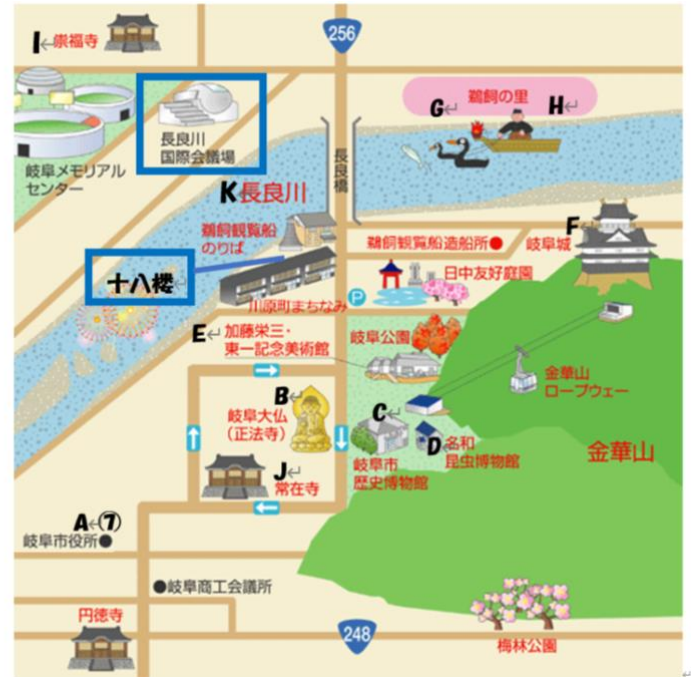 256
I 崇福寺
鵜飼の里
G
H
長良川
国際会議場
岐阜メモリアル
センター
長良橋
K 長良川
鵜飼観覧船
のりば
鵜飼観覧船造船所
F
岐阜城
十八楼
日中友好庭園
P
川原町まちなみ
E
加藤栄三・
東一記念美術館
岐阜公園
金華山
ロープウェー
B
岐阜大仏
(正法寺)
C
D
名和
昆虫博物館
金華山
岐阜市
歴史博物館
J
常在寺
A ⑦
岐阜市役所
岐阜商工会議所
円徳寺
248
梅林公園